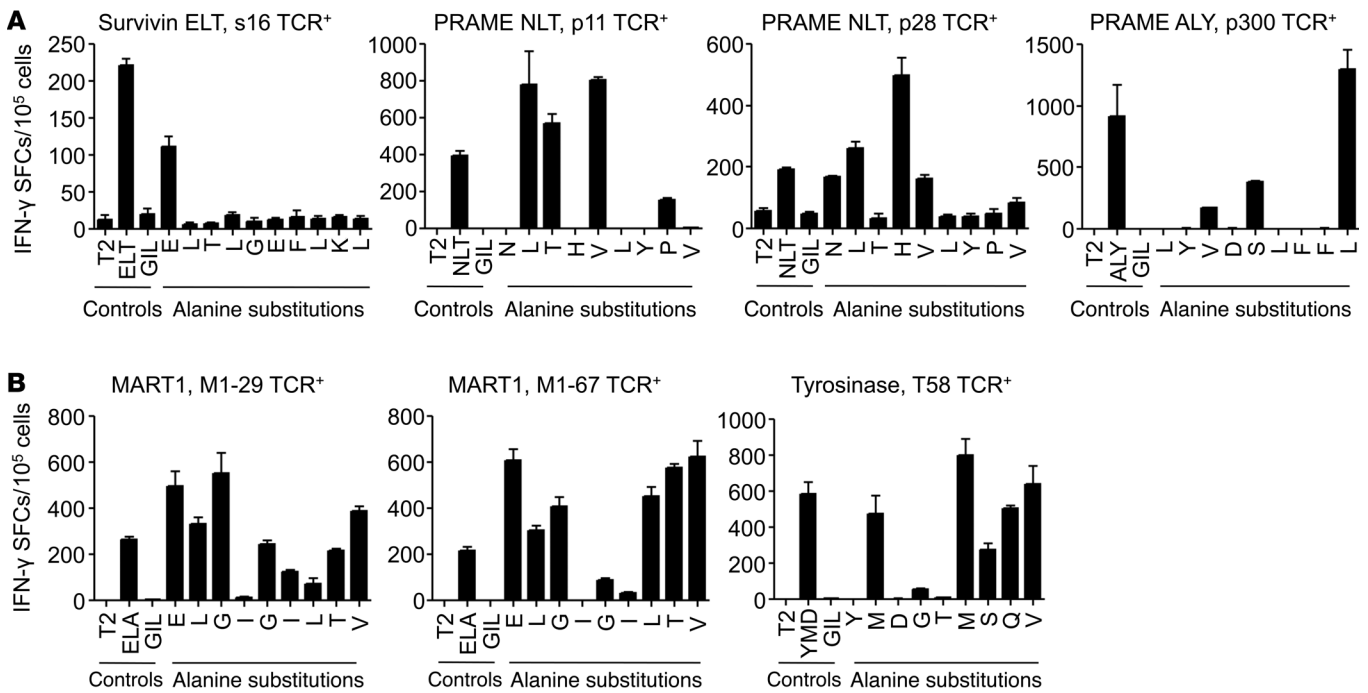 A
Survivin ELT, s16 TCR+
PRAME NLT, p11 TCR+
PRAME NLT, p28 TCR+
PRAME ALY, p300 TCR+
IFN-γ SFCs/10⁵ cells
250
200
150
100
50
0
T2
ELT
GIL
E
L
T
L
G
E
F
L
K
L
Controls
Alanine substitutions
1000
800
600
400
200
0
T2
NLT
GIL
N
L
T
H
V
L
Y
P
V
Controls
Alanine substitutions
600
400
200
0
T2
NLT
GIL
N
L
T
H
V
L
Y
P
V
Controls
Alanine substitutions
1500
1000
500
0
T2
ALY
GIL
L
Y
V
D
S
L
F
F
L
Controls
Alanine substitutions
B
MART1, M1-29 TCR+
MART1, M1-67 TCR+
Tyrosinase, T58 TCR+
IFN-γ SFCs/10⁵ cells
800
600
400
200
0
T2
ELA
GIL
E
L
G
I
G
I
L
T
V
Controls
Alanine substitutions
800
600
400
200
0
T2
ELA
GIL
E
L
G
I
G
I
L
T
V
Controls
Alanine substitutions
1000
800
600
400
200
0
T2
YMD
GIL
Y
M
D
G
T
M
S
Q
V
Controls
Alanine substitutions